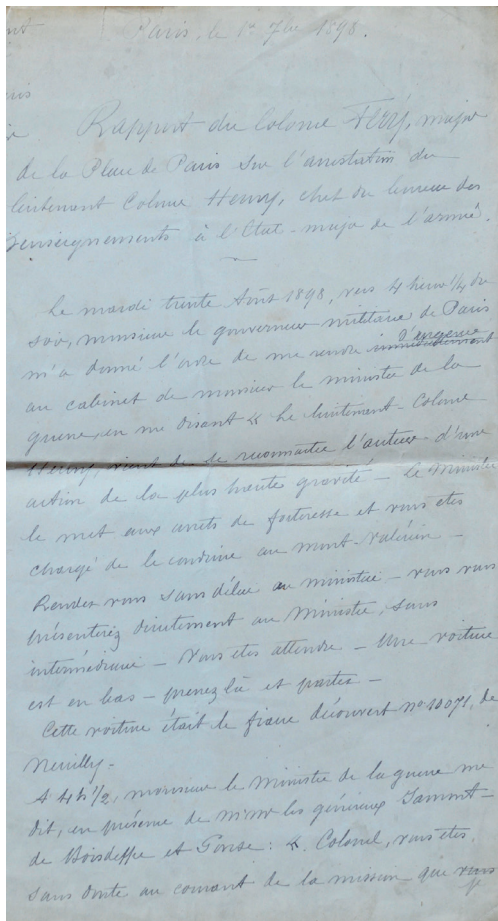 Paris, le 1er 7bre 1898.
Rapport du Colonel Féry, major
de la Place de Paris sur l'arrestation du
lieutenant Colonel Henry, chef du bureau des
Renseignements à l'Etat-major de l'armée.
Le mardi trente Août 1898, vers 4 heures 1/4 du
soir, monsieur le gouverneur militaire de Paris
m'a donné l'ordre de me rendre immédiatement d'urgence
au cabinet de monsieur le ministre de la
guerre, en me disant « Le lieutenant-Colonel
Henry, vient de se reconnaître l'auteur d'une
action de la plus haute gravité — Le Ministre
le met aux arrêts de forteresse et vous êtes
chargé de le conduire au mont-Valérien —
Rendez vous sans délai au ministère — vous vous
présenterez directement au Ministre, sans
intermédiaire — Vous êtes attendu — Une voiture
est en bas — prenez là et partez —
Cette voiture était le fiacre découvert n° 10071, de
Neuilly —
A 4h 1/2, monsieur le Ministre de la guerre me
dit, en présence de MMrs les généraux Zamont —
de Boisdeffre et Gonse : « Colonel, vous êtes
sans doute au courant de la mission que vous